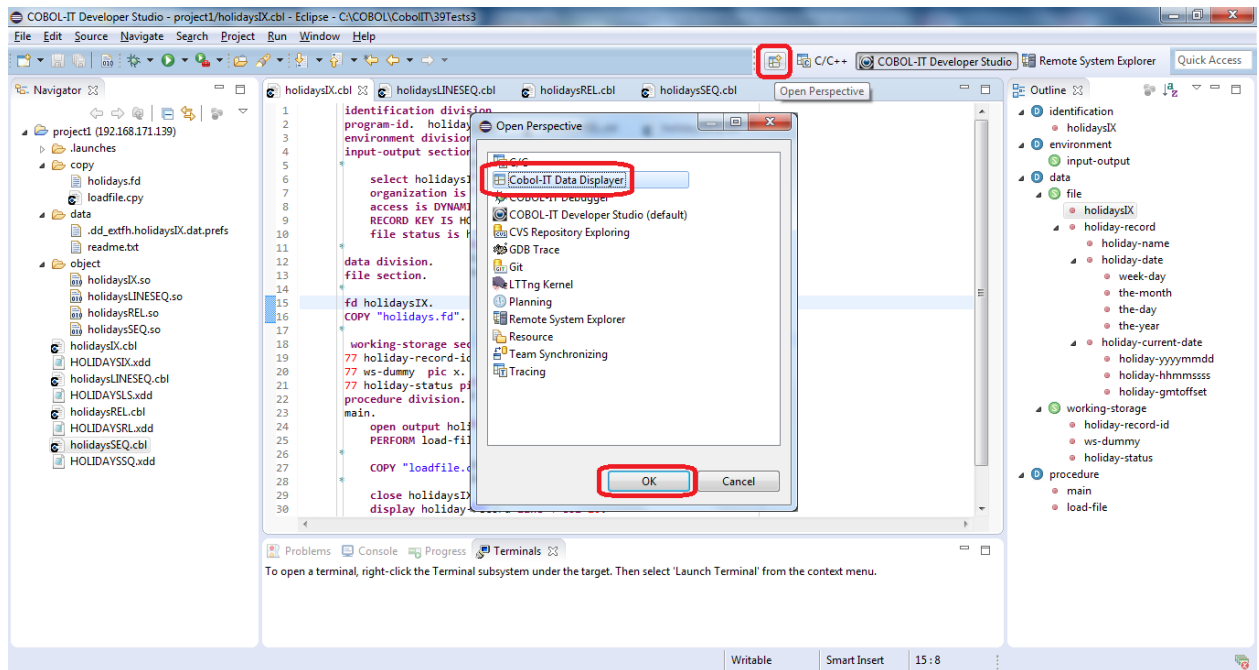 COBOL-IT Developer Studio - project1/holidaysIX.cbl - Eclipse - C:\COBOL\CobolIT\39Tests3
File Edit Source Navigate Search Project Run Window Help
C/C++ COBOL-IT Developer Studio Remote System Explorer Quick Access
Open Perspective
Navigator
project1 (192.168.171.139)
.launches
copy
holidays.fd
loadfile.cpy
data
.dd_extfh.holidaysIX.dat.prefs
readme.txt
object
holidaysIX.so
holidaysLINESEQ.so
holidaysREL.so
holidaysSEQ.so
holidaysIX.cbl
HOLIDAYSIX.xdd
holidaysLINESEQ.cbl
HOLIDAYSLS.xdd
holidaysREL.cbl
HOLIDAYSRL.xdd
holidaysSEQ.cbl
HOLIDAYSSQ.xdd
holidaysIX.cbl holidaysLINESEQ.cbl holidaysREL.cbl holidaysSEQ.cbl
1 identification division
2 program-id. holiday
3 environment division
4 input-output section
5 *
6 select holidaysI
7 organization is
8 access is DYNAMI
9 RECORD KEY IS HO
10 file status is h
11 *
12 data division.
13 file section.
14 *
15 fd holidaysIX.
16 COPY "holidays.fd".
17 *
18 working-storage sec
19 77 holiday-record-id
20 77 ws-dummy pic x.
21 77 holiday-status pi
22 procedure division.
23 main.
24 open output holi
25 PERFORM load-fil
26 *
27 COPY "loadfile.c
28 *
29 close holidaysIX
30 display holiday-record line
Open Perspective
C/C
Cobol-IT Data Displayer
COBOL-IT Debugger
COBOL-IT Developer Studio (default)
CVS Repository Exploring
GDB Trace
Git
LTTng Kernel
Planning
Remote System Explorer
Resource
Team Synchronizing
Tracing
OK Cancel
Outline
identification
holidaysIX
environment
input-output
data
file
holidaysIX
holiday-record
holiday-name
holiday-date
week-day
the-month
the-day
the-year
holiday-current-date
holiday-yyyymmdd
holiday-hhmmssss
holiday-gmtoffset
working-storage
holiday-record-id
ws-dummy
holiday-status
procedure
main
load-file
Problems Console Progress Terminals
To open a terminal, right-click the Terminal subsystem under the target. Then select 'Launch Terminal' from the context menu.
Writable Smart Insert 15 : 8